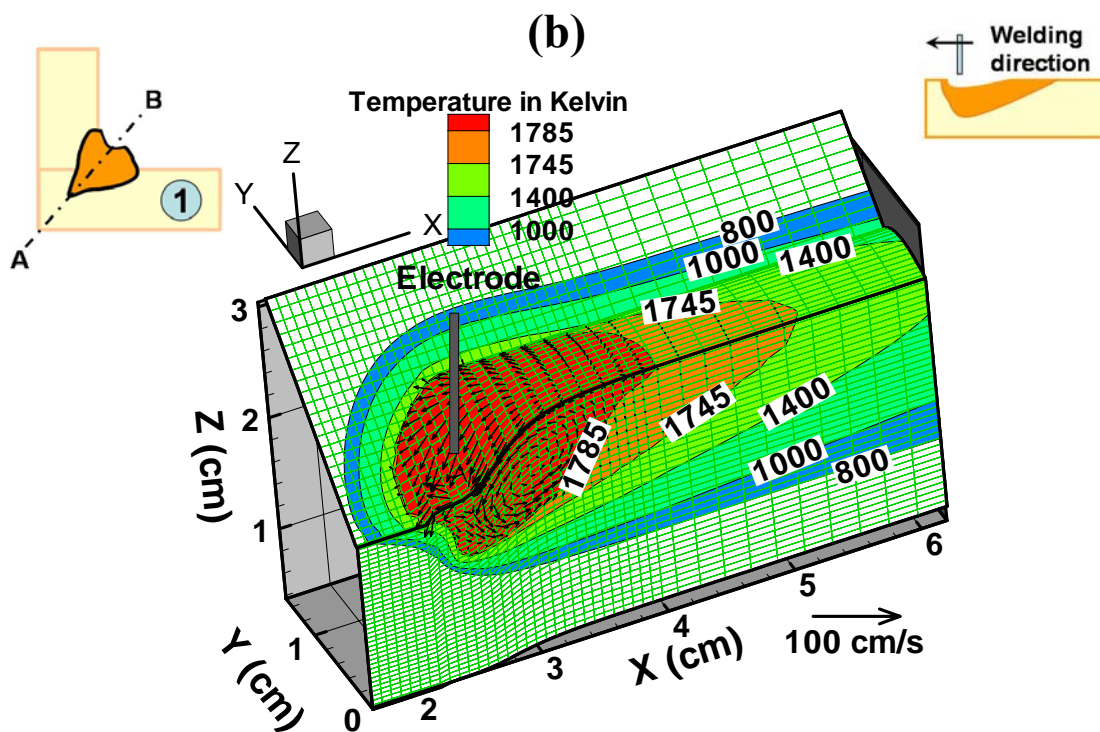 (b)
B
A
1
Welding
direction
Temperature in Kelvin
1785
1745
1400
1000
Z
Y
X
Electrode
800
1000
1400
1745
1785
1745
1400
1000
800
3
2
1
Z (cm)
1
0
Y (cm)
2
3
4
5
6
X (cm)
100 cm/s